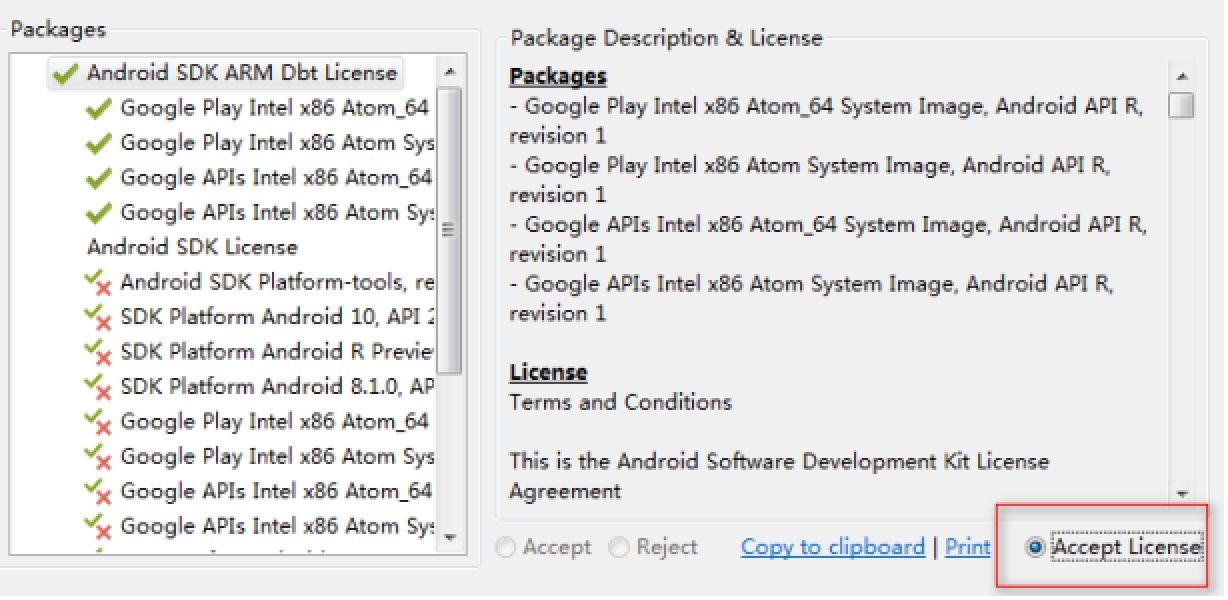 Packages
Android SDK ARM Dbt License
Google Play Intel x86 Atom_64
Google Play Intel x86 Atom Sys
Google APIs Intel x86 Atom_64
Google APIs Intel x86 Atom Sys
Android SDK License
Android SDK Platform-tools, re
SDK Platform Android 10, API 2
SDK Platform Android R Previe
SDK Platform Android 8.1.0, AP
Google Play Intel x86 Atom_64
Google Play Intel x86 Atom Sys
Google APIs Intel x86 Atom_64
Google APIs Intel x86 Atom Sys
Package Description & License
Packages
- Google Play Intel x86 Atom_64 System Image, Android API R,
revision 1
- Google Play Intel x86 Atom System Image, Android API R,
revision 1
- Google APIs Intel x86 Atom_64 System Image, Android API R,
revision 1
- Google APIs Intel x86 Atom System Image, Android API R,
revision 1
License
Terms and Conditions
This is the Android Software Development Kit License
Agreement
Accept Reject Copy to clipboard | Print Accept License